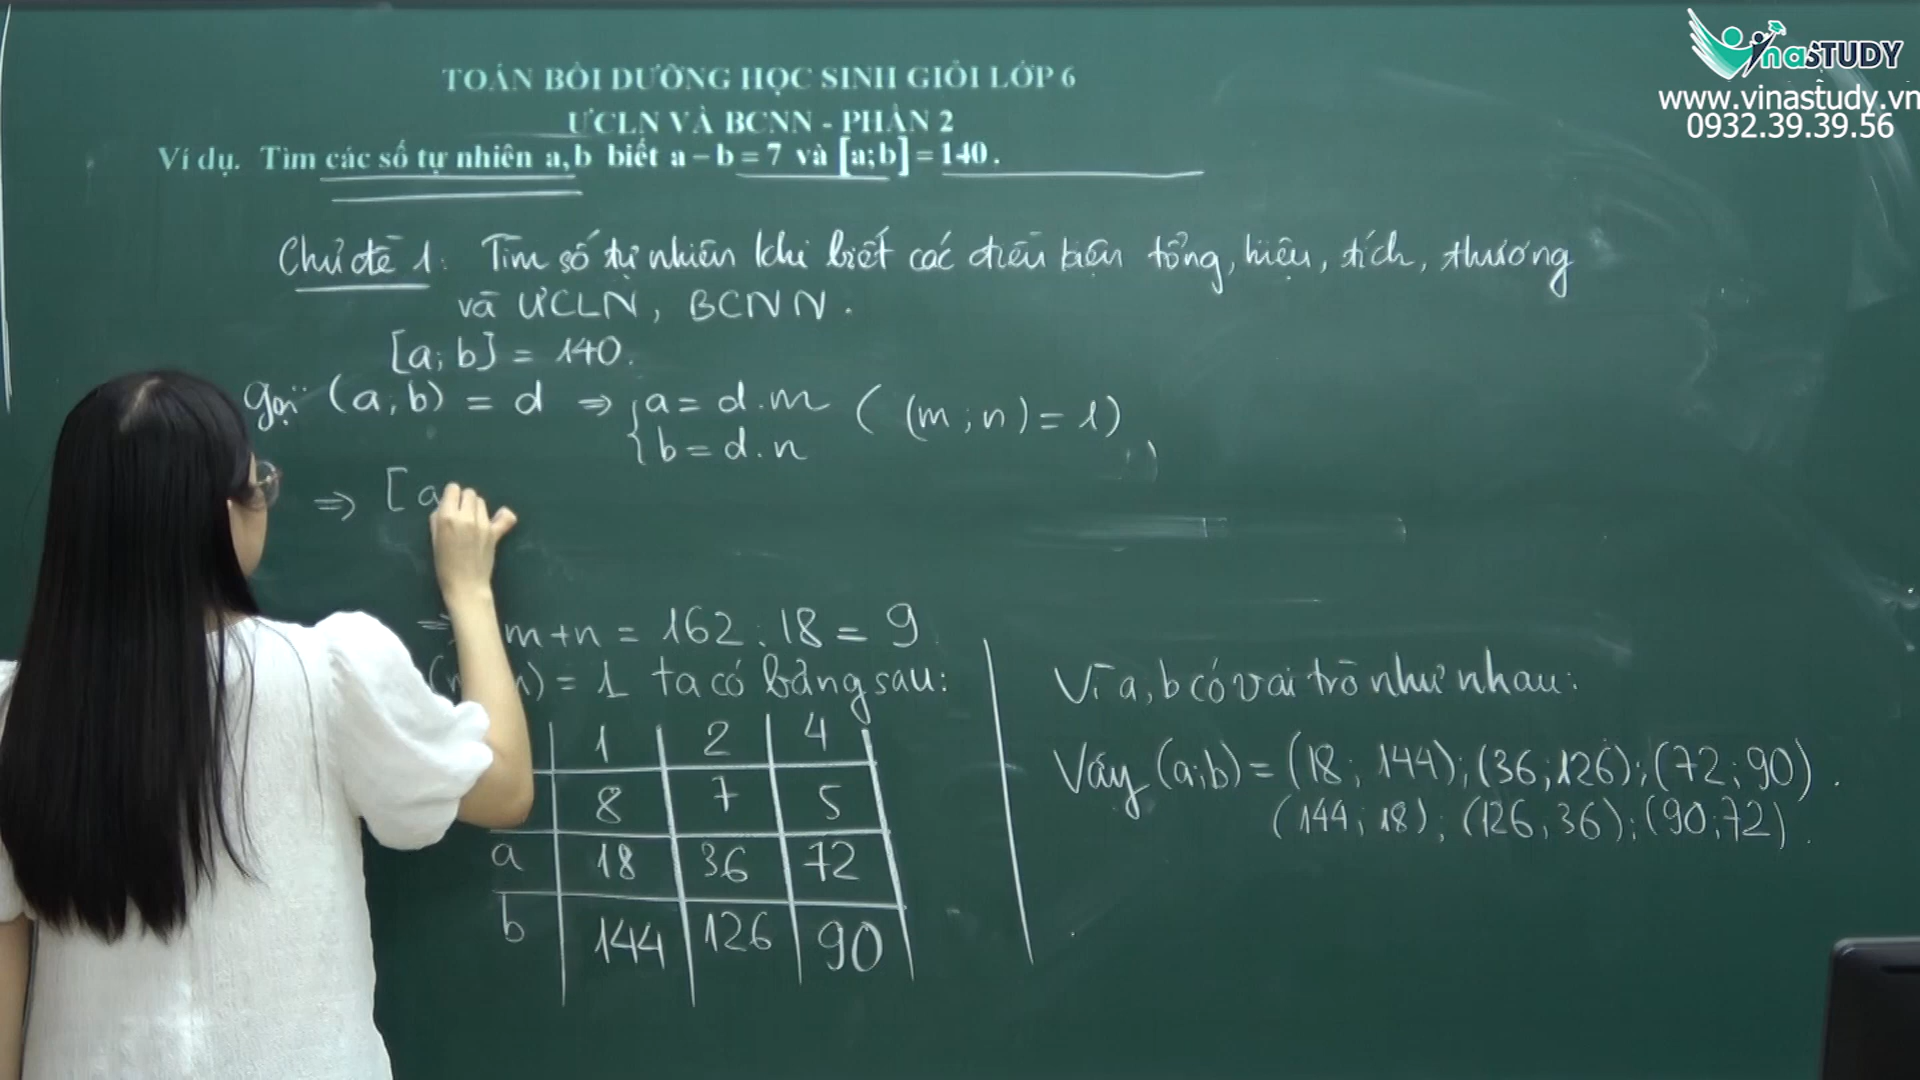 VinaSTUDY
www.vinastudy.vn
0932.39.39.56
TOÁN BỒI DƯỠNG HỌC SINH GIỎI LỚP 6
ƯCLN VÀ BCNN - PHẦN 2
Ví dụ. Tìm các số tự nhiên a,b biết a - b = 7 và [a;b] = 140.
Chủ đề 1: Tìm số tự nhiên khi biết các điều kiện tổng, hiệu, tích, thương
và ƯCLN, BCNN.
[a; b] = 140.
Gọi (a; b) = d ⇒ { a = d.m ( (m; n) = 1)
b = d.n
⇒ [a
⇒ m+n = 162 : 18 = 9
n) = 1 ta có bảng sau:
1 2 4
8 7 5
a 18 36 72
b 144 126 90
Vì a, b có vai trò như nhau:
Vậy (a;b) = (18; 144); (36; 126); (72; 90).
(144; 18); (126; 36); (90; 72).